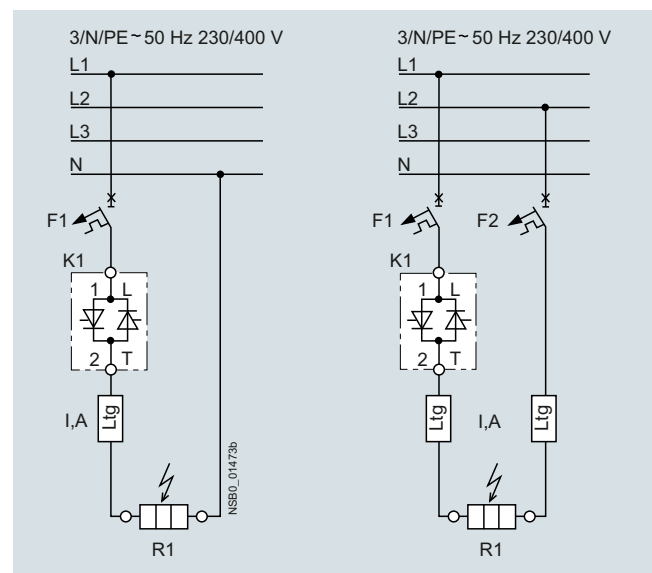 3/N/PE~50 Hz 230/400 V
L1
L2
L3
N
F1
K1
1 L
2 T
I,A
Ltg
R1
NSB0_01473b
3/N/PE~50 Hz 230/400 V
L1
L2
L3
N
F1
F2
K1
1 L
2 T
Ltg
I,A
Ltg
R1